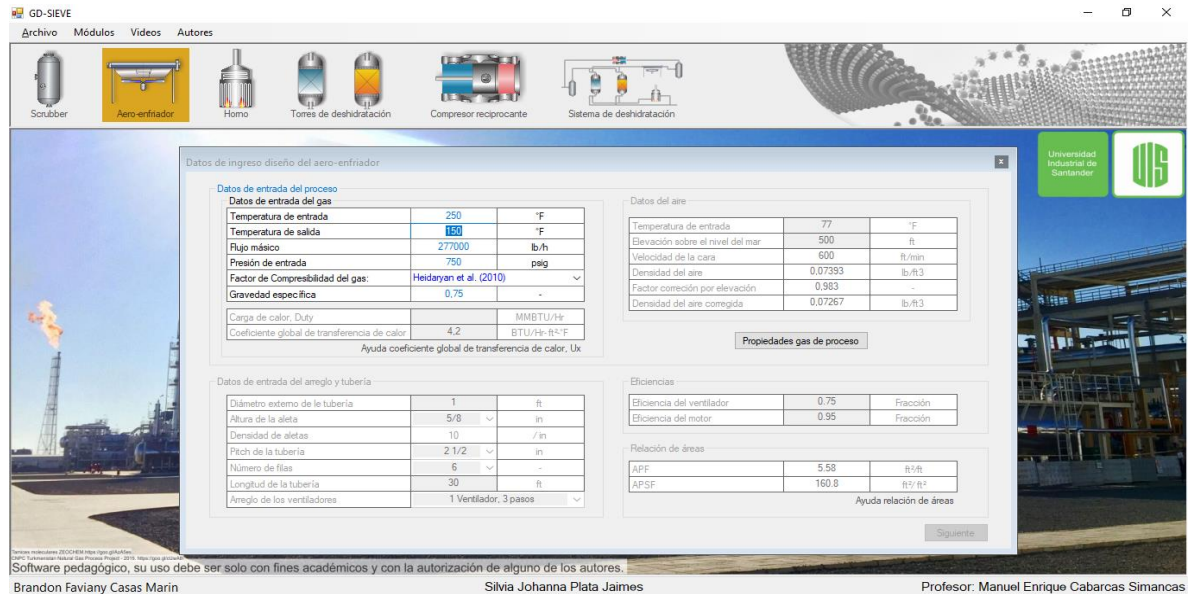 GD-SIEVE
Archivo Módulos Videos Autores
Scrubber Aero-enfriador Horno Torres de deshidratación Compresor reciprocante Sistema de deshidratación
Universidad
Industrial de
Santander
UIS
Datos de ingreso diseño del aero-enfriador x
Datos de entrada del proceso
Datos de entrada del gas
Temperatura de entrada 250 °F
Temperatura de salida 150 °F
Flujo másico 277000 lb/h
Presión de entrada 750 psig
Factor de Compresibilidad del gas: Heidaryan et al. (2010)
Gravedad específica 0,75 -
Carga de calor, Duty MMBTU/Hr
Coeficiente global de transferencia de calor 4,2 BTU/Hr-ft²-°F
Ayuda coeficiente global de transferencia de calor, Ux
Datos del aire
Temperatura de entrada 77 °F
Elevación sobre el nivel del mar 500 ft
Velocidad de la cara 600 ft/min
Densidad del aire 0,07393 lb/ft3
Factor correción por elevación 0,983 -
Densidad del aire corregida 0,07267 lb/ft3
Propiedades gas de proceso
Datos de entrada del arreglo y tubería
Diámetro externo de le tubería 1 ft
Altura de la aleta 5/8 in
Densidad de aletas 10 / in
Pitch de la tubería 2 1/2 in
Número de filas 6 -
Longitud de la tubería 30 ft
Arreglo de los ventiladores 1 Ventilador, 3 pasos
Eficiencias
Eficiencia del ventilador 0.75 Fracción
Eficiencia del motor 0.95 Fracción
Relación de áreas
APF 5.58 ft²/ft
APSF 160.8 ft²/ ft²
Ayuda relación de áreas
Siguiente
Software pedagógico, su uso debe ser solo con fines académicos y con la autorización de alguno de los autores.
Brandon Faviany Casas Marin Silvia Johanna Plata Jaimes Profesor: Manuel Enrique Cabarcas Simancas